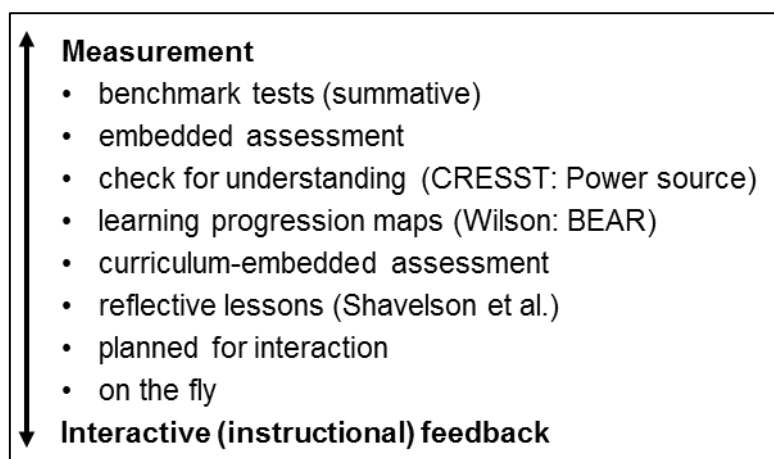 Measurement
• benchmark tests (summative)
• embedded assessment
• check for understanding (CRESST: Power source)
• learning progression maps (Wilson: BEAR)
• curriculum-embedded assessment
• reflective lessons (Shavelson et al.)
• planned for interaction
• on the fly
Interactive (instructional) feedback